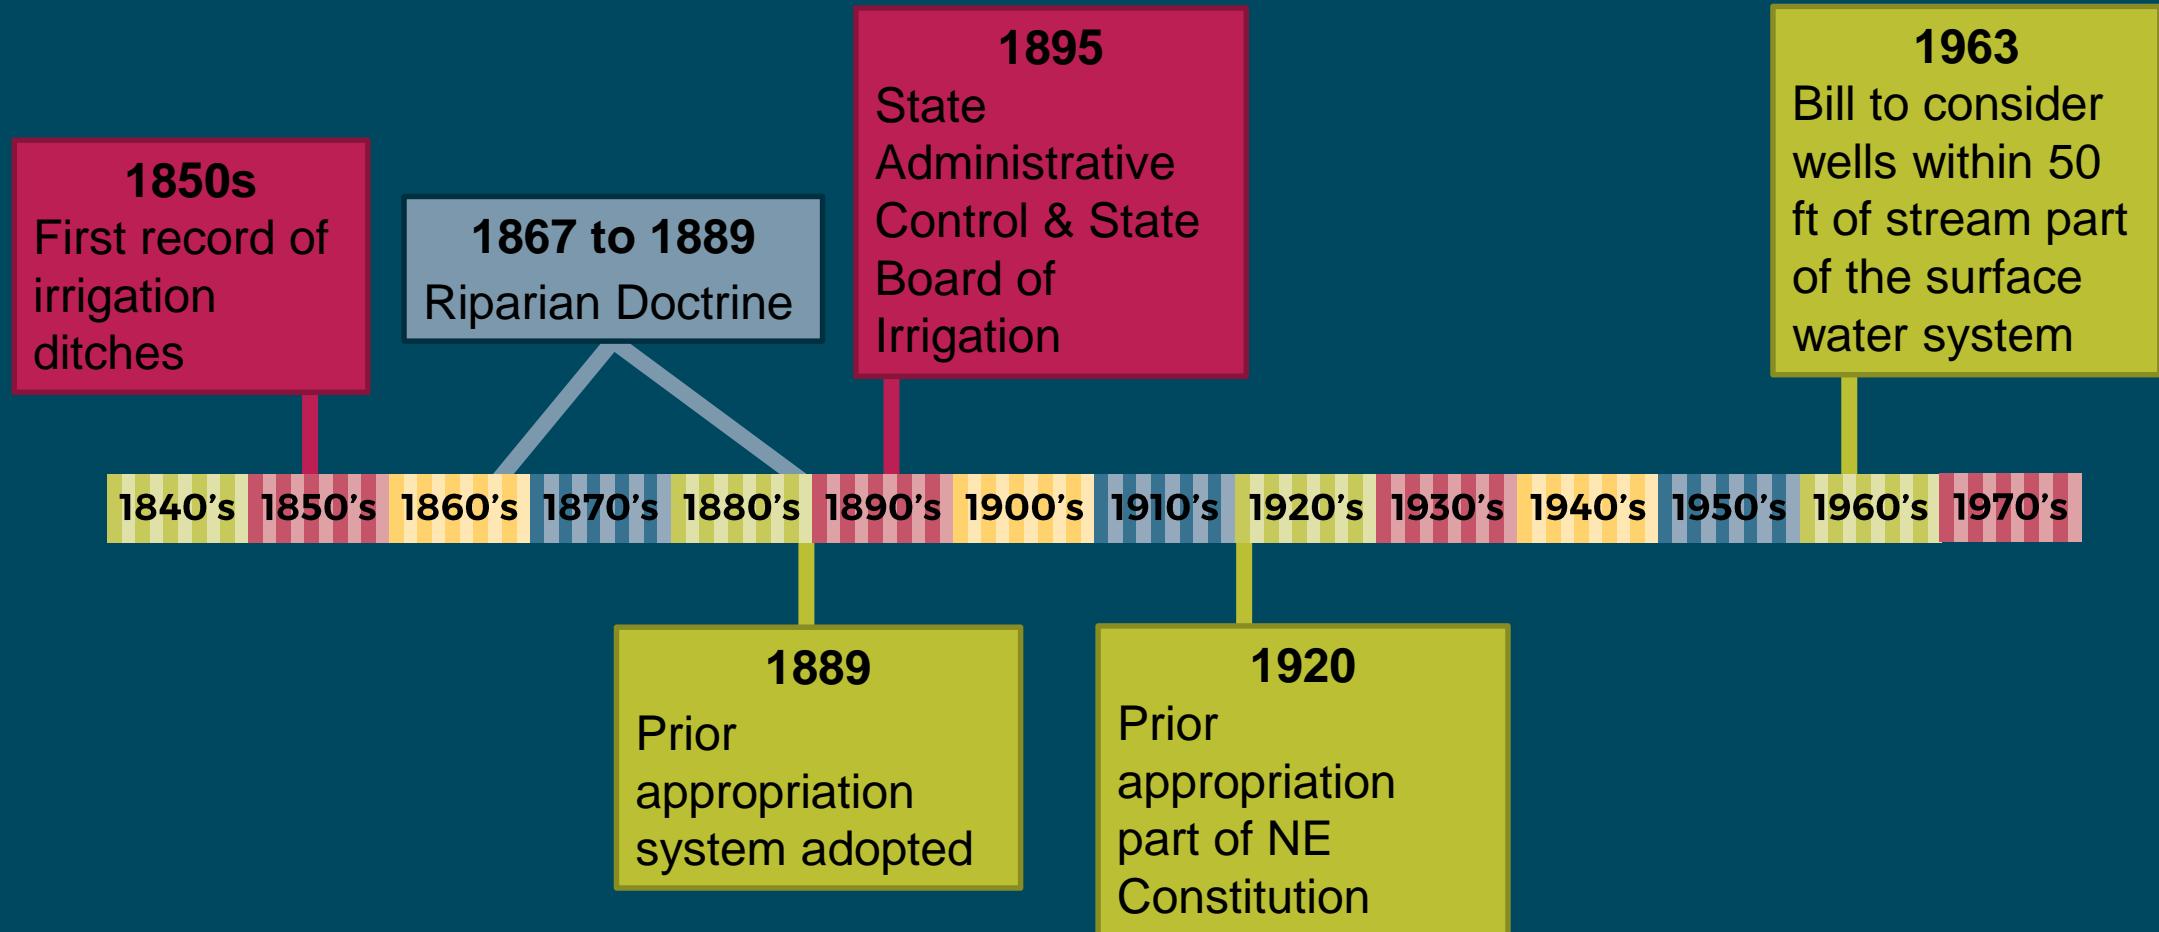 1850s
First record of
irrigation
ditches
1867 to 1889
Riparian Doctrine
1895
State
Administrative
Control & State
Board of
Irrigation
1963
Bill to consider
wells within 50
ft of stream part
of the surface
water system
1840's 1850's 1860's 1870's 1880's 1890's 1900's 1910's 1920's 1930's 1940's 1950's 1960's 1970's
1889
Prior
appropriation
system adopted
1920
Prior
appropriation
part of NE
Constitution